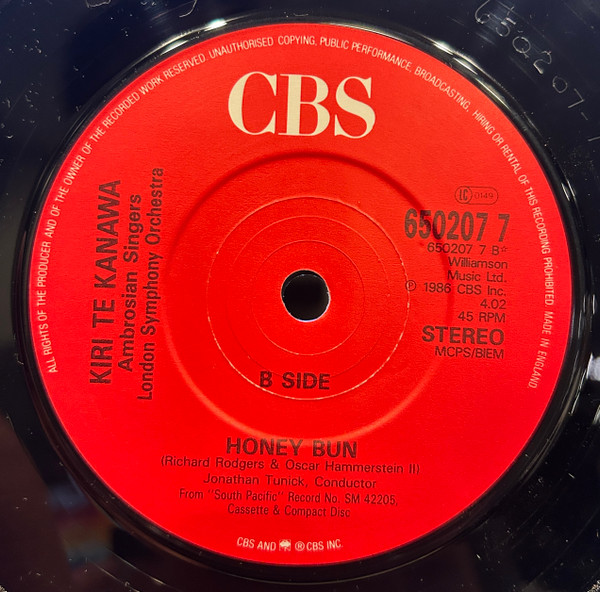 ALL RIGHTS OF THE PRODUCER AND OF THE OWNER OF THE RECORDED WORK RESERVED. UNAUTHORISED COPYING, PUBLIC PERFORMANCE, BROADCASTING, HIRING OR RENTAL OF THIS RECORDING PROHIBITED. MADE IN ENGLAND.
CBS
KIRI TE KANAWA
Ambrosian Singers
London Symphony Orchestra
LC 0149
650207 7
*650207 7 B*
Williamson
Music Ltd.
℗ 1986 CBS Inc.
4.02
45 RPM
STEREO
MCPS/BIEM
B SIDE
HONEY BUN
(Richard Rodgers & Oscar Hammerstein II)
Jonathan Tunick, Conductor
From "South Pacific" Record No. SM 42205,
Cassette & Compact Disc
CBS AND ® CBS INC.